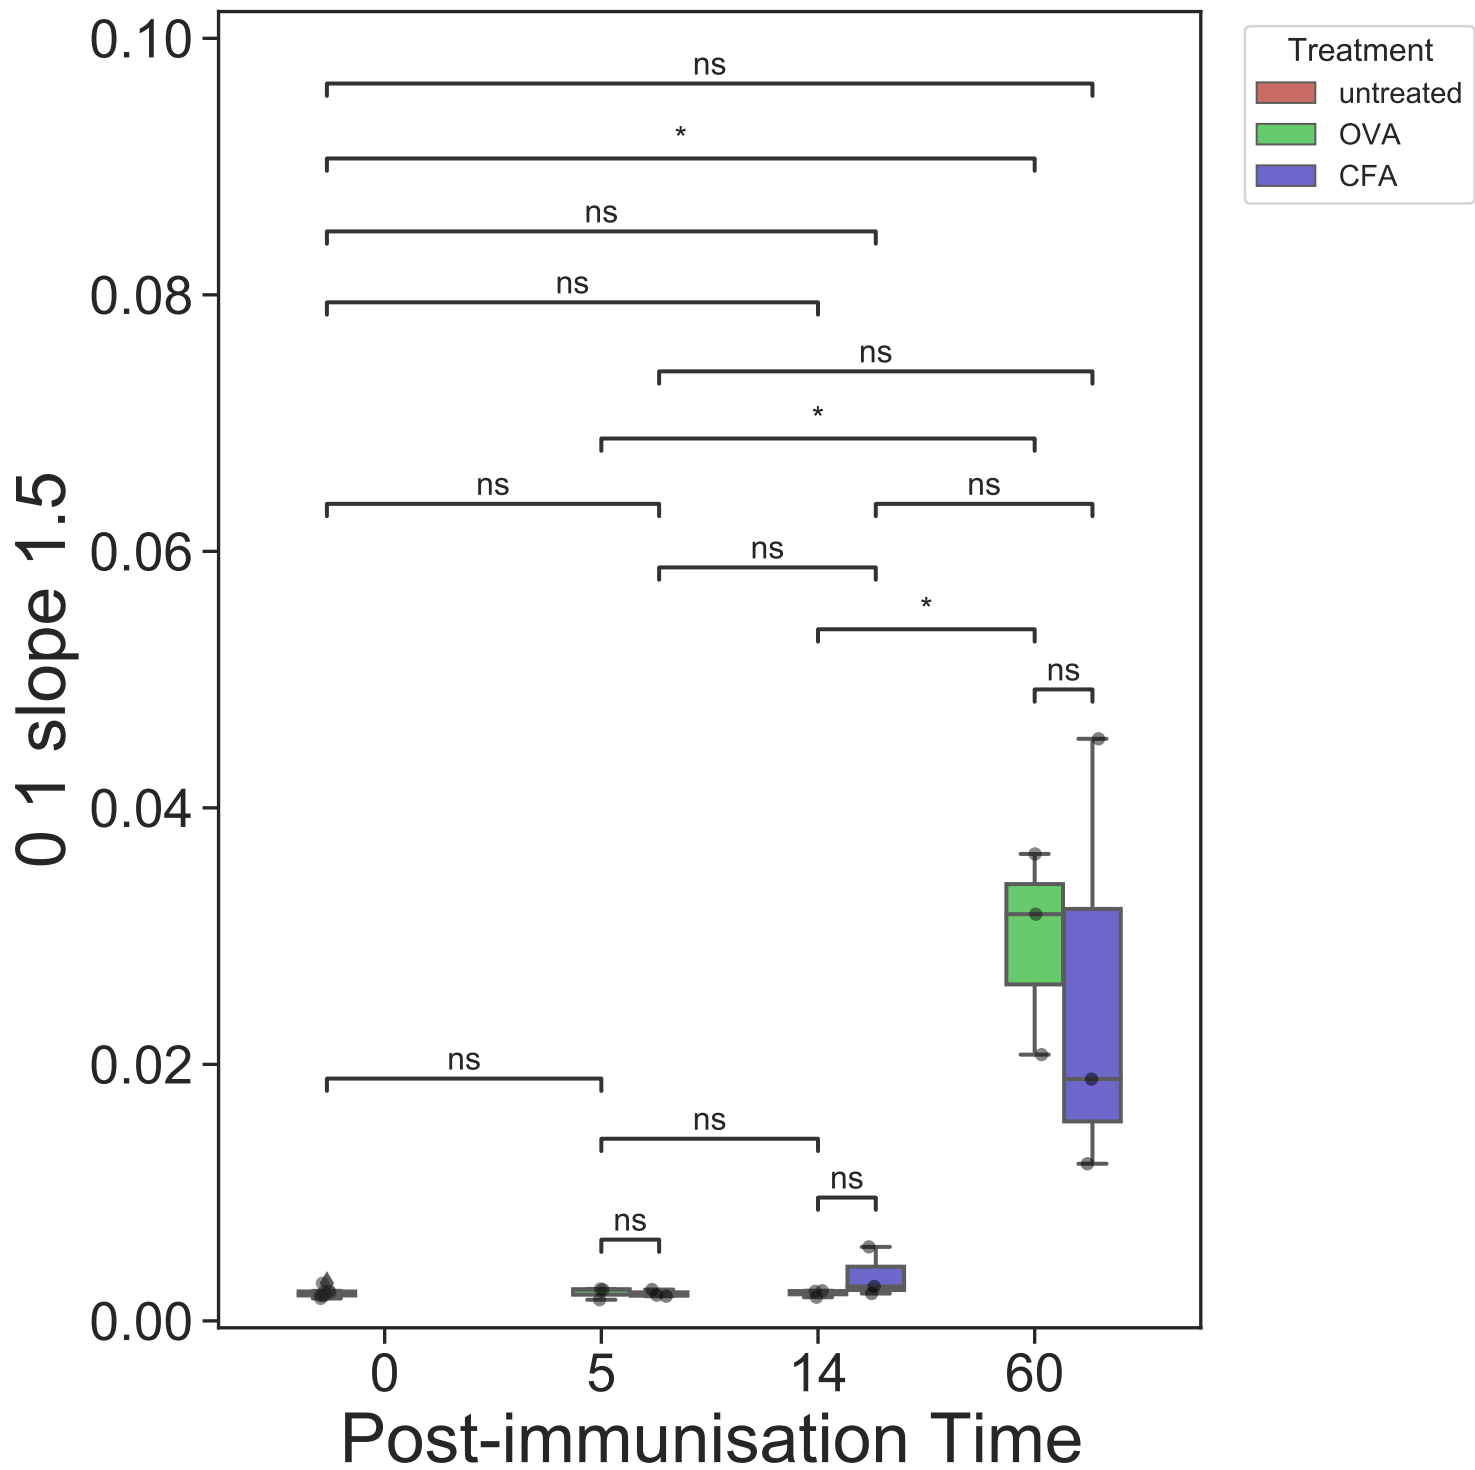 0.10
0.08
0.06
0.04
0.02
0.00
0 1 slope 1.5
ns
*
ns
ns
ns
*
ns
ns
ns
*
ns
ns
ns
ns
ns
0
5
14
60
Post-immunisation Time
Treatment
untreated
OVA
CFA